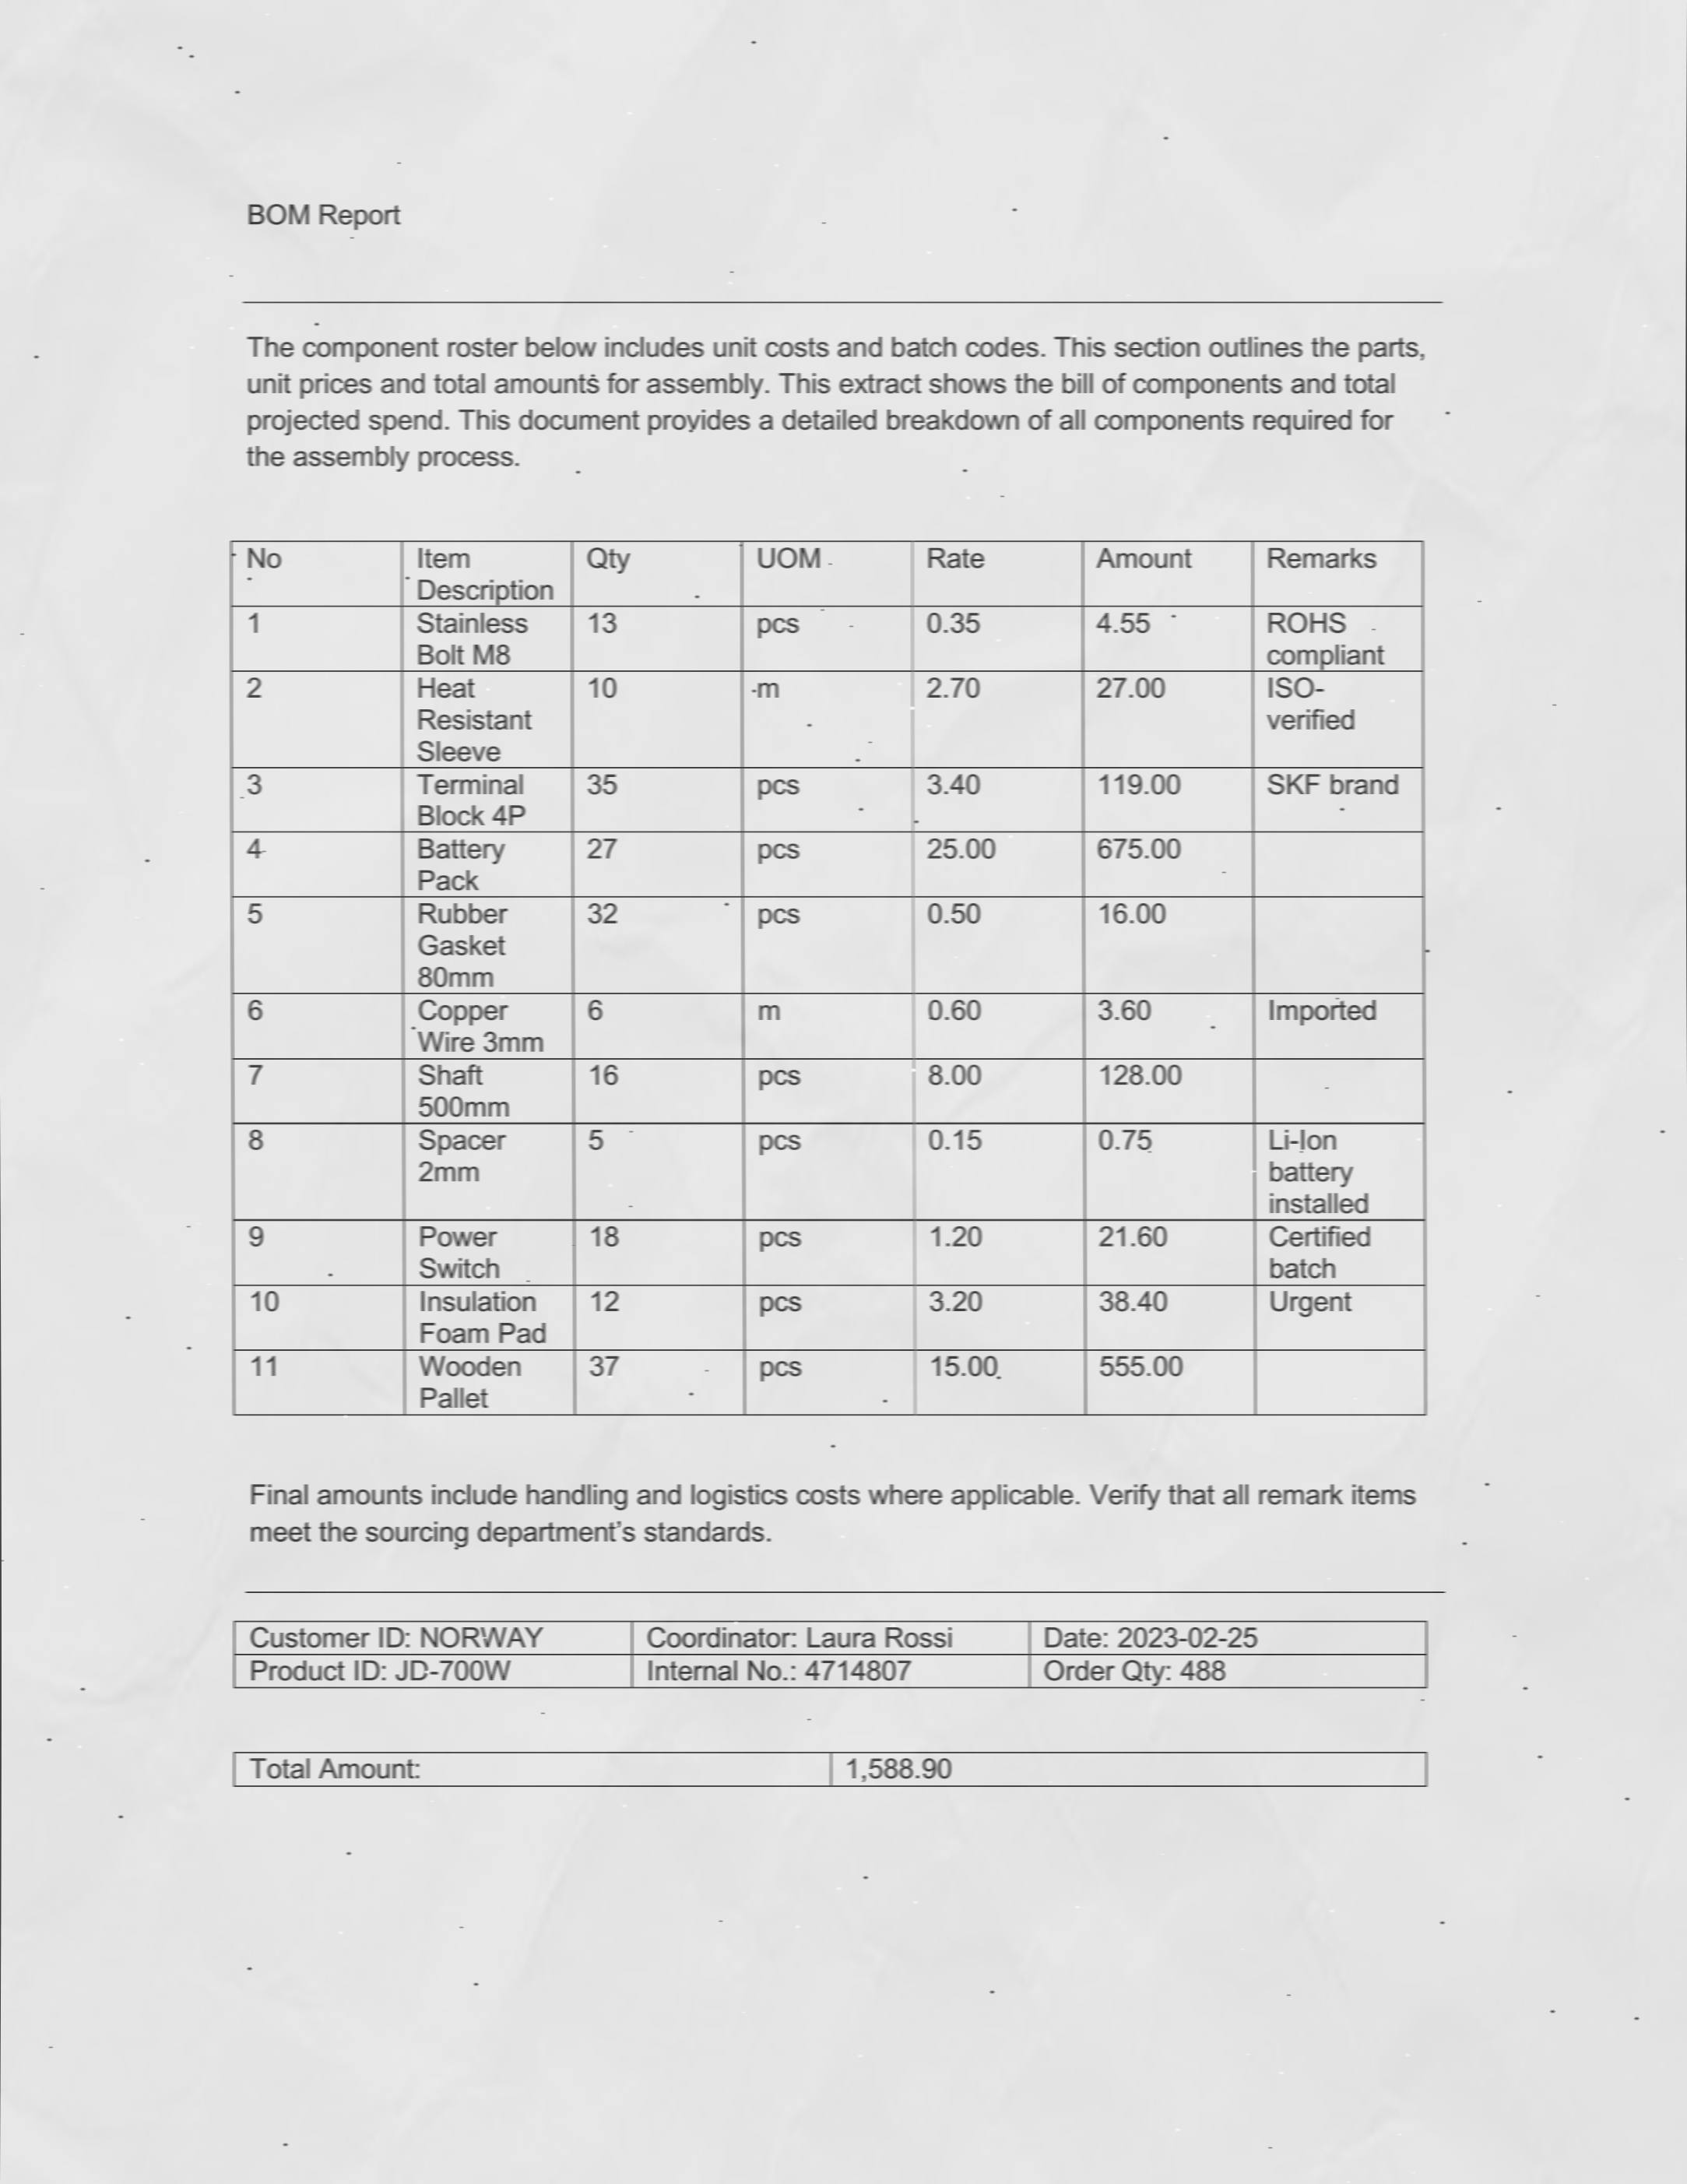 BOM Report
The component roster below includes unit costs and batch codes. This section outlines the parts,
unit prices and total amounts for assembly. This extract shows the bill of components and total
projected spend. This document provides a detailed breakdown of all components required for
the assembly process.
No Item Description Qty UOM Rate Amount Remarks
1 Stainless Bolt M8 13 pcs 0.35 4.55 ROHS compliant
2 Heat Resistant Sleeve 10 m 2.70 27.00 ISO-verified
3 Terminal Block 4P 35 pcs 3.40 119.00 SKF brand
4 Battery Pack 27 pcs 25.00 675.00
5 Rubber Gasket 80mm 32 pcs 0.50 16.00
6 Copper Wire 3mm 6 m 0.60 3.60 Imported
7 Shaft 500mm 16 pcs 8.00 128.00
8 Spacer 2mm 5 pcs 0.15 0.75 Li-Ion battery installed
9 Power Switch 18 pcs 1.20 21.60 Certified batch
10 Insulation Foam Pad 12 pcs 3.20 38.40 Urgent
11 Wooden Pallet 37 pcs 15.00 555.00
Final amounts include handling and logistics costs where applicable. Verify that all remark items
meet the sourcing department's standards.
Customer ID: NORWAY Coordinator: Laura Rossi Date: 2023-02-25
Product ID: JD-700W Internal No.: 4714807 Order Qty: 488
Total Amount: 1,588.90